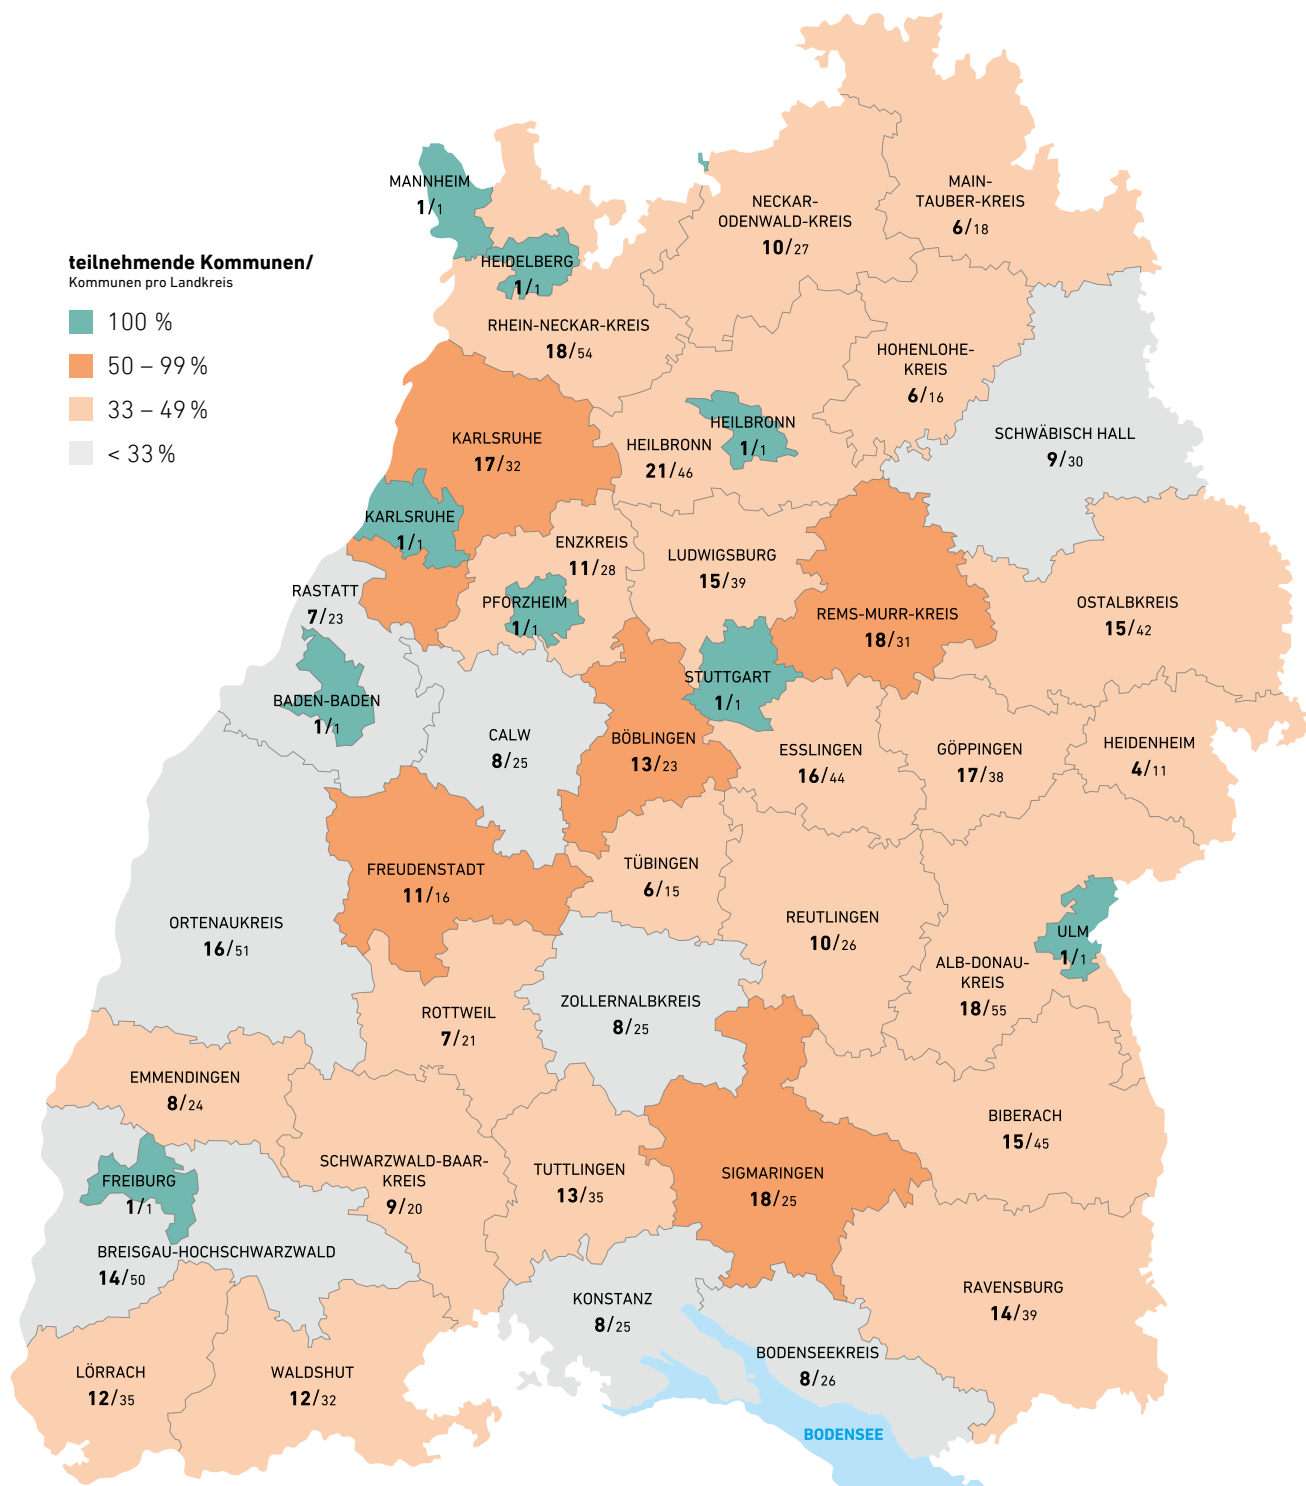 teilnehmende Kommunen/
Kommunen pro Landkreis
100 %
50 – 99 %
33 – 49 %
< 33 %
MANNHEIM
1/1
HEIDELBERG
1/1
RHEIN-NECKAR-KREIS
18/54
NECKAR-
ODENWALD-KREIS
10/27
MAIN-
TAUBER-KREIS
6/18
HOHENLOHE-
KREIS
6/16
SCHWÄBISCH HALL
9/30
KARLSRUHE
17/32
HEILBRONN
21/46
HEILBRONN
1/1
KARLSRUHE
1/1
ENZKREIS
11/28
LUDWIGSBURG
15/39
RASTATT
7/23
PFORZHEIM
1/1
REMS-MURR-KREIS
18/31
OSTALBKREIS
15/42
STUTTGART
1/1
BADEN-BADEN
1/1
CALW
8/25
BÖBLINGEN
13/23
ESSLINGEN
16/44
GÖPPINGEN
17/38
HEIDENHEIM
4/11
FREUDENSTADT
11/16
TÜBINGEN
6/15
ORTENAUKREIS
16/51
REUTLINGEN
10/26
ULM
1/1
ALB-DONAU-
KREIS
18/55
ROTTWEIL
7/21
ZOLLERNALBKREIS
8/25
EMMENDINGEN
8/24
BIBERACH
15/45
SCHWARZWALD-BAAR-
KREIS
9/20
TUTTLINGEN
13/35
SIGMARINGEN
18/25
FREIBURG
1/1
BREISGAU-HOCHSCHWARZWALD
14/50
KONSTANZ
8/25
RAVENSBURG
14/39
LÖRRACH
12/35
WALDSHUT
12/32
BODENSEEKREIS
8/26
BODENSEE